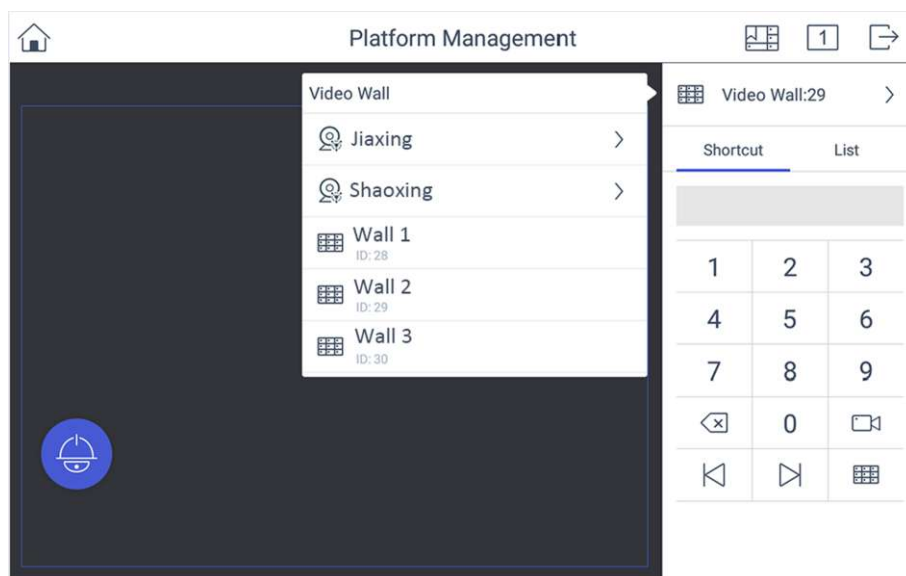 Platform Management
1
Video Wall
Jiaxing
Shaoxing
Wall 1
ID: 28
Wall 2
ID: 29
Wall 3
ID: 30
Video Wall:29
Shortcut List
1 2 3
4 5 6
7 8 9
0